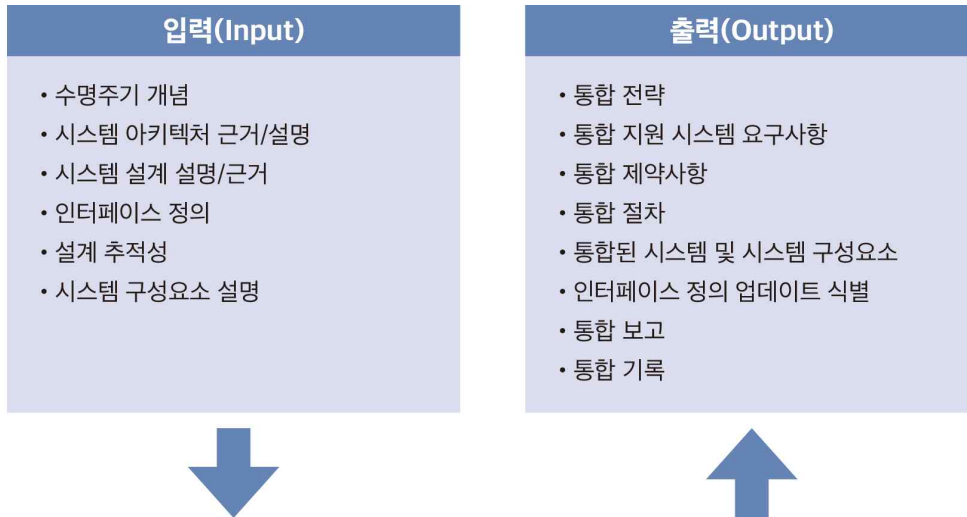 입력(Input)
• 수명주기 개념
• 시스템 아키텍처 근거/설명
• 시스템 설계 설명/근거
• 인터페이스 정의
• 설계 추적성
• 시스템 구성요소 설명
출력(Output)
• 통합 전략
• 통합 지원 시스템 요구사항
• 통합 제약사항
• 통합 절차
• 통합된 시스템 및 시스템 구성요소
• 인터페이스 정의 업데이트 식별
• 통합 보고
• 통합 기록